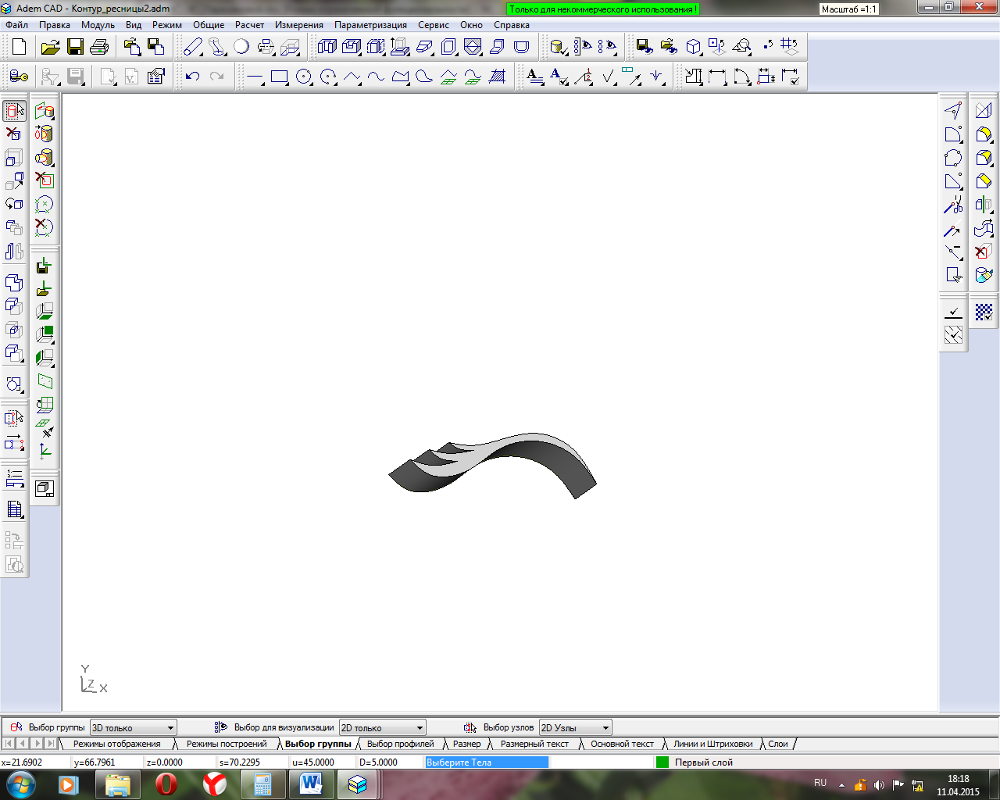 Adem CAD - Контур_ресницы2.adm
Только для некоммерческого использования !
Масштаб =1:1
Файл Правка Модуль Вид Режим Общие Расчет Измерения Параметризация Сервис Окно Справка
Y
Z
X
Выбор группы 3D только Выбор для визуализации 2D только Выбор узлов 2D Узлы
Режимы отображения Режимы построений Выбор группы Выбор профилей Размер Размерный текст Основной текст Линии и Штриховки Слои
x=21.6902 y=66.7961 z=0.0000 s=70.2295 u=45.0000 D=5.0000 Выберите Тела Первый слой
RU
18:18
11.04.2015